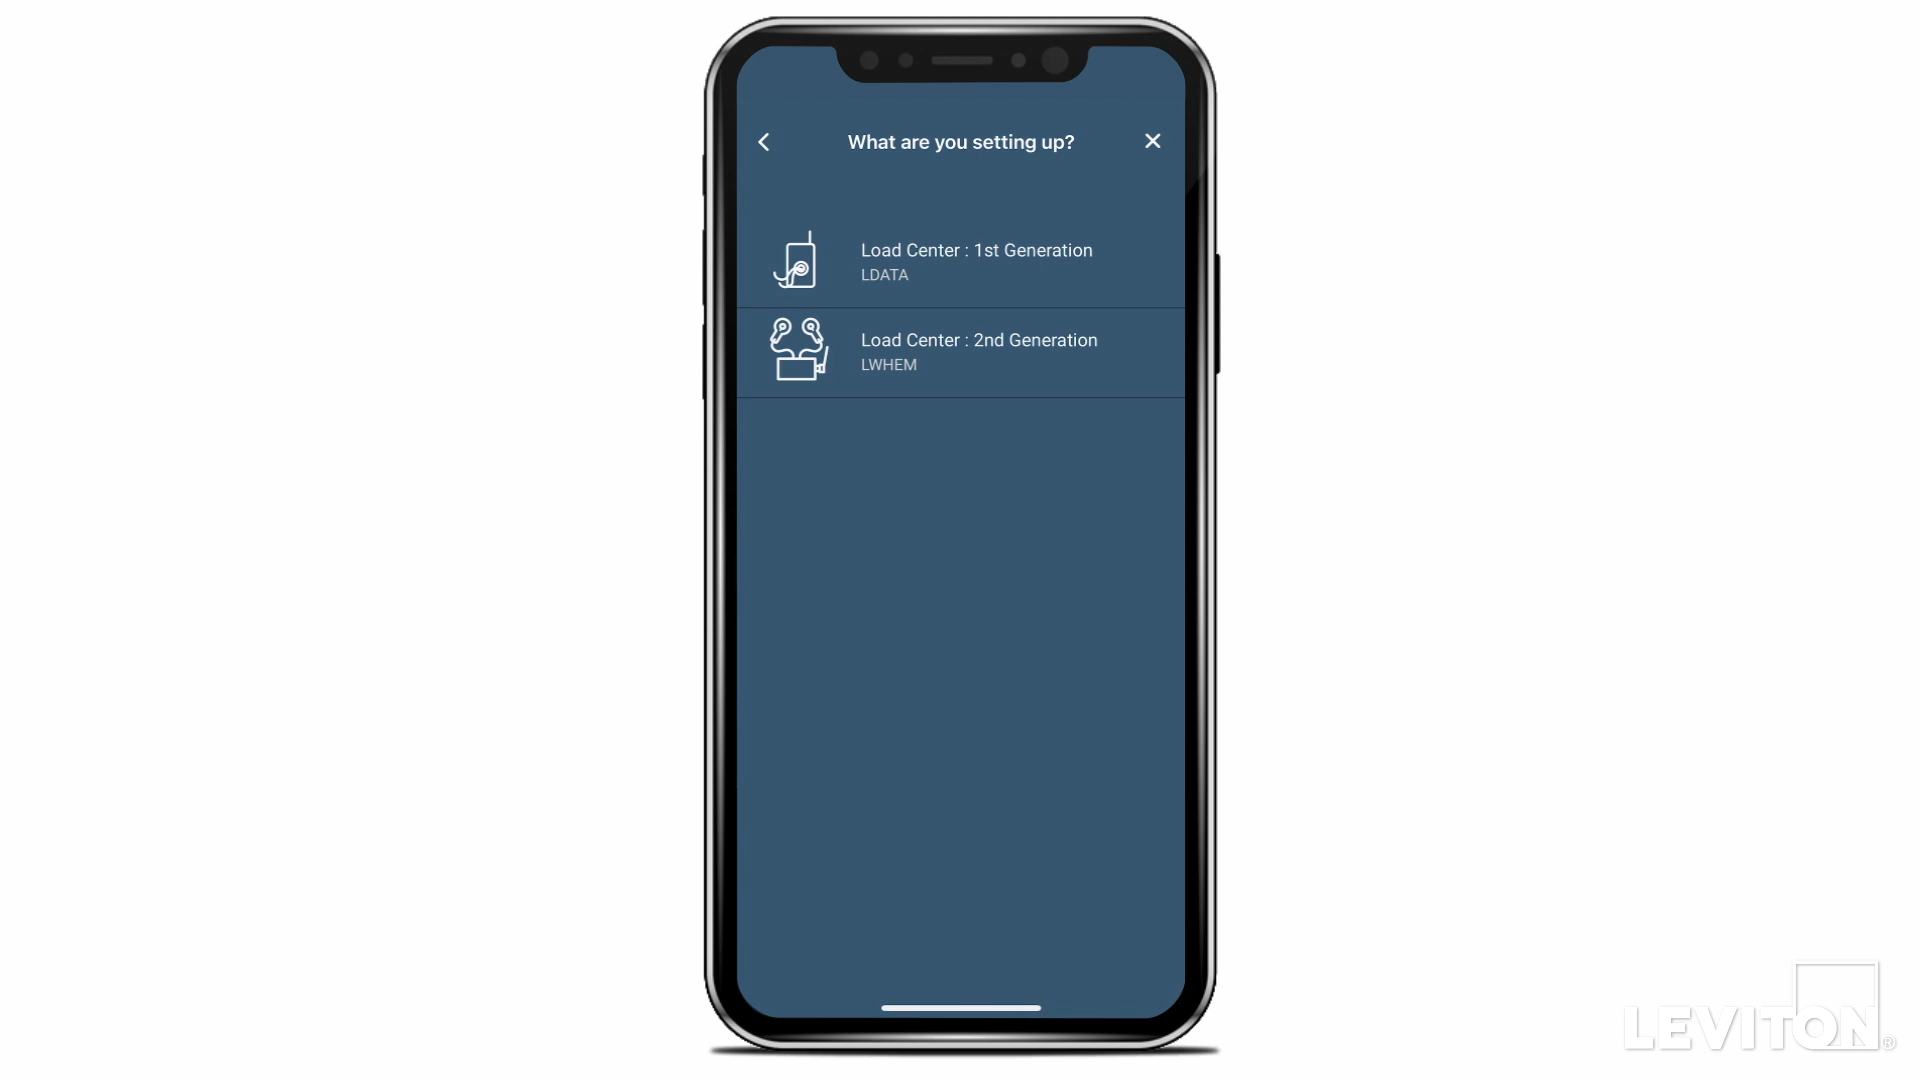 What are you setting up?
Load Center : 1st Generation
LDATA
Load Center : 2nd Generation
LWHEM
LEVITON®